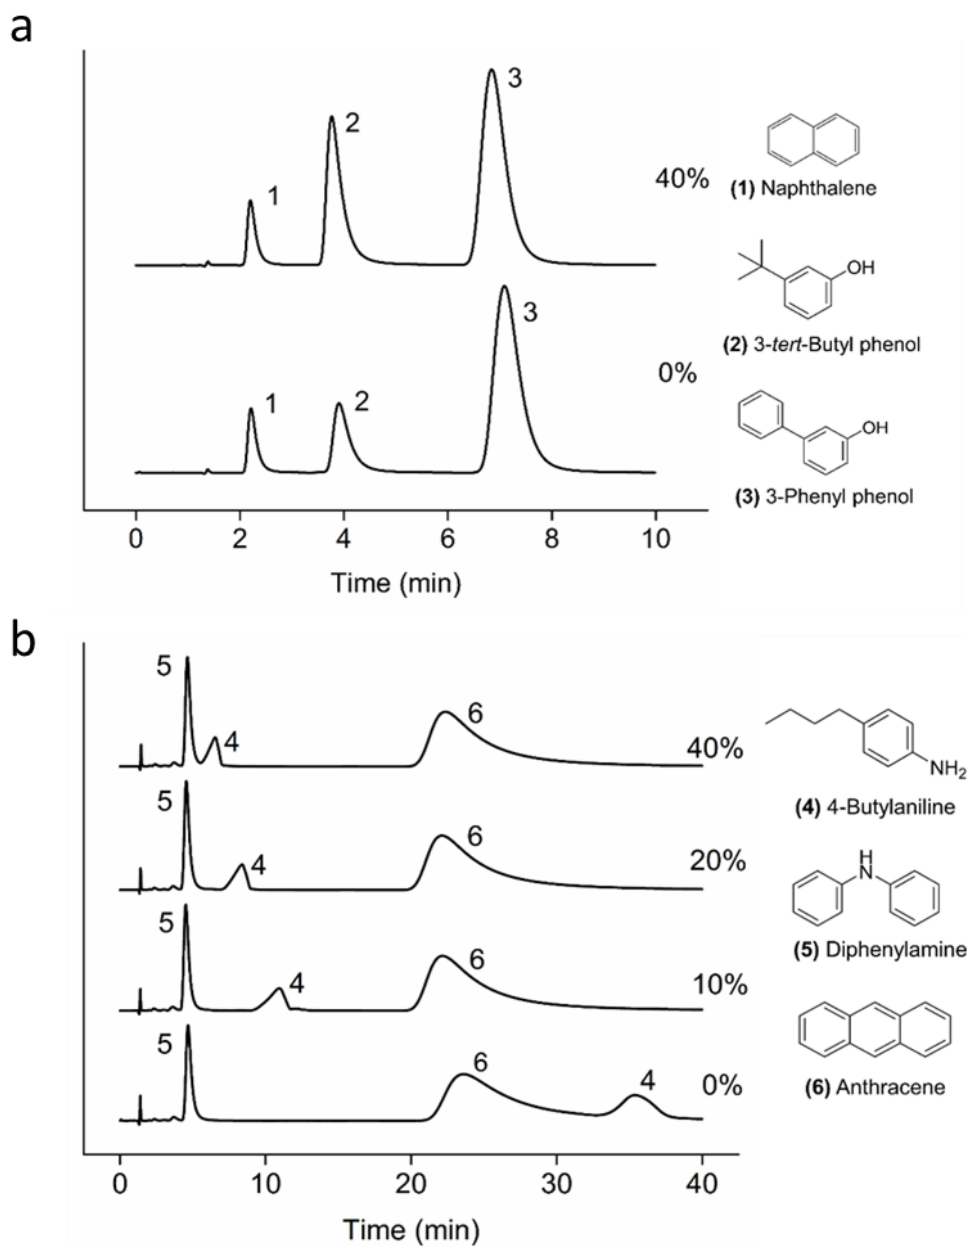 a
1
2
3
40%
1
2
3
0%
0
2
4
6
8
10
Time (min)
(1) Naphthalene
OH
(2) 3-tert-Butyl phenol
OH
(3) 3-Phenyl phenol
b
5
4
6
40%
5
4
6
20%
5
4
6
10%
5
6
4
0%
0
10
20
30
40
Time (min)
NH2
(4) 4-Butylaniline
H
N
(5) Diphenylamine
(6) Anthracene